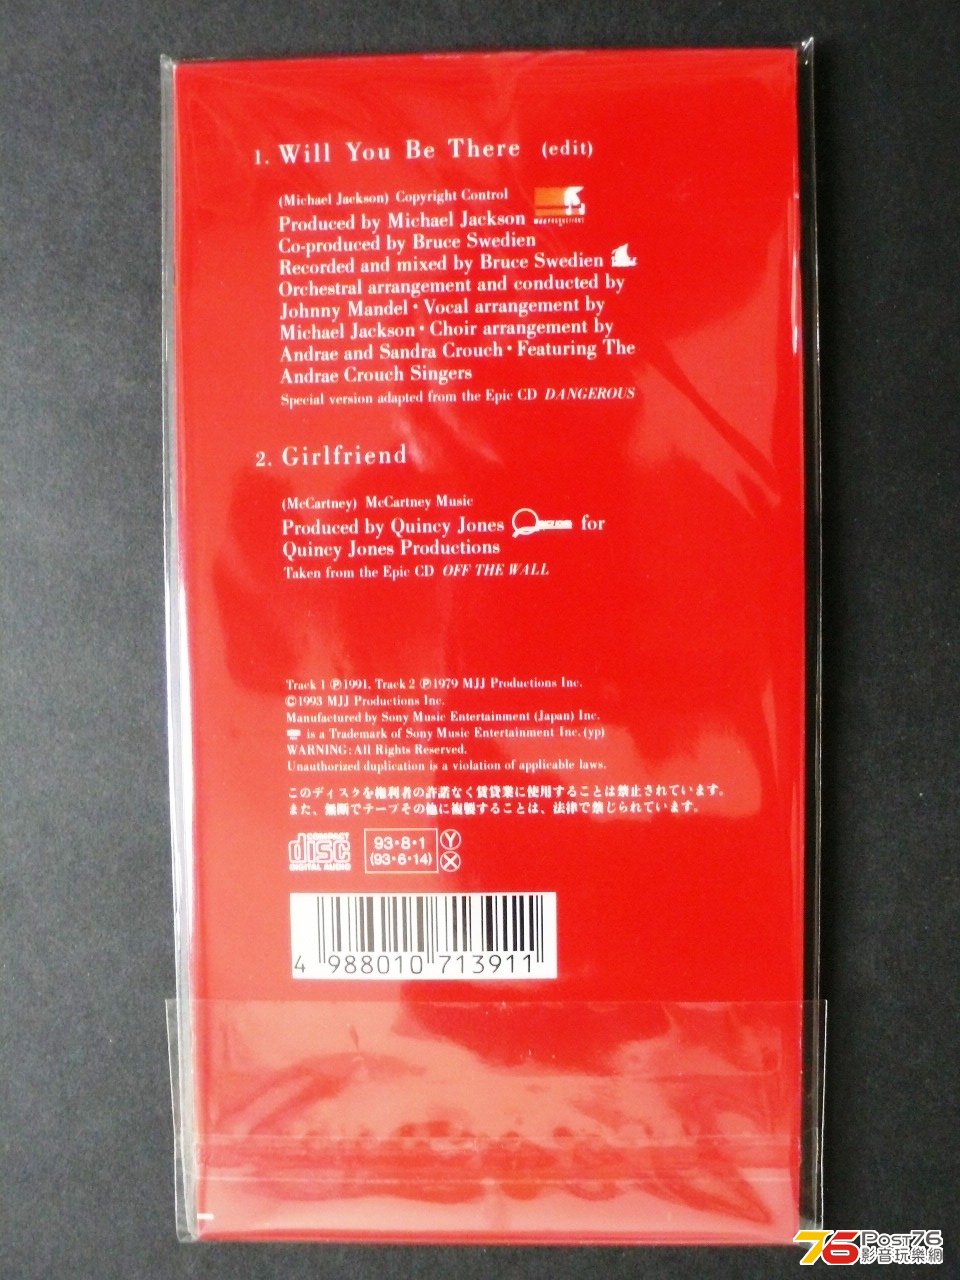 1. Will You Be There (edit)
(Michael Jackson) Copyright Control
Produced by Michael Jackson
Co-produced by Bruce Swedien
Recorded and mixed by Bruce Swedien
Orchestral arrangement and conducted by
Johnny Mandel・Vocal arrangement by
Michael Jackson・Choir arrangement by
Andrae and Sandra Crouch・Featuring The
Andrae Crouch Singers
Special version adapted from the Epic CD DANGEROUS
2. Girlfriend
(McCartney) McCartney Music
Produced by Quincy Jones for
Quincy Jones Productions
Taken from the Epic CD OFF THE WALL
Track 1 ℗1991, Track 2 ℗1979 MJJ Productions Inc.
©1993 MJJ Productions Inc.
Manufactured by Sony Music Entertainment (Japan) Inc.
is a Trademark of Sony Music Entertainment Inc. (yp)
WARNING: All Rights Reserved.
Unauthorized duplication is a violation of applicable laws.
このディスクを権利者の許諾なく賃貸業に使用することは禁止されています。
また、無断でテープその他に複製することは、法律で禁じられています。
COMPACT
disc
DIGITAL AUDIO
93・8・1 Ⓨ
(93・6・14) Ⓧ
4 988010 713911
76 POST76
影音玩樂網